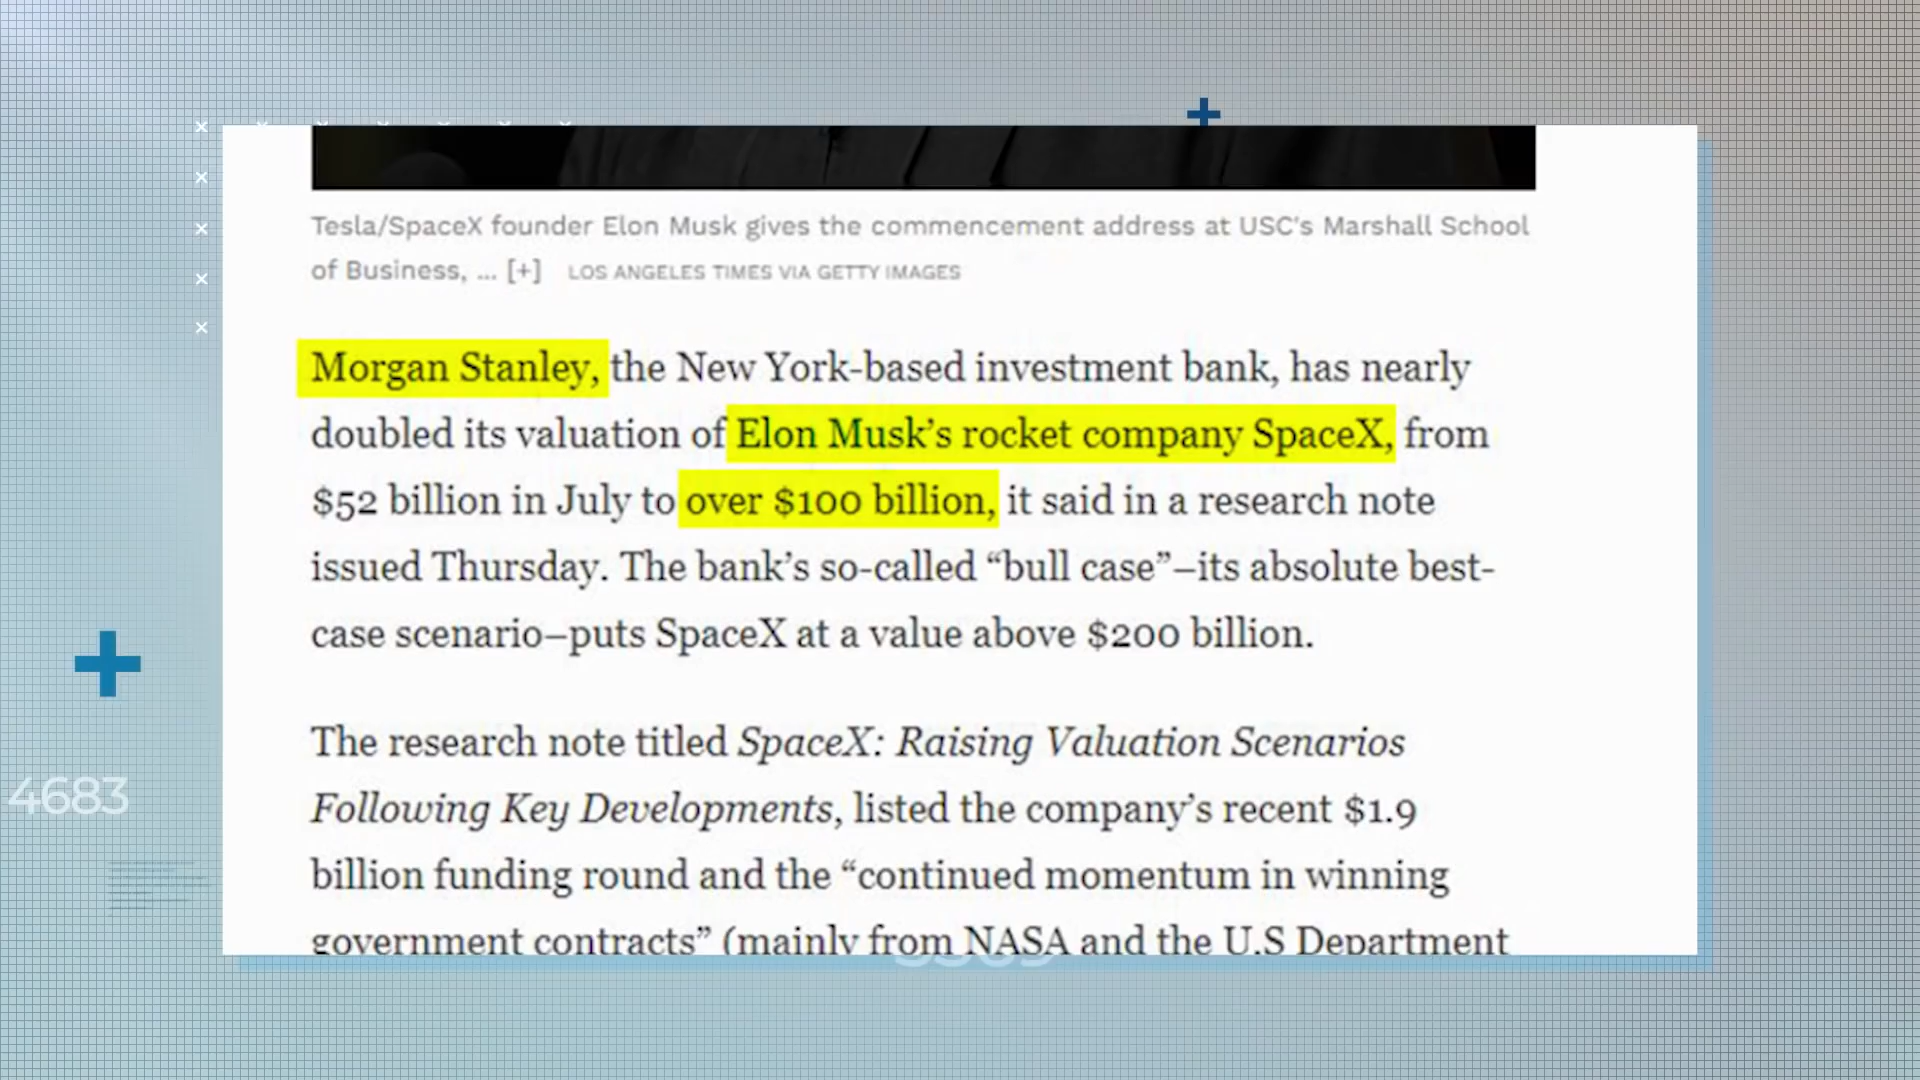 Tesla/SpaceX founder Elon Musk gives the commencement address at USC's Marshall School
of Business, ... [+] LOS ANGELES TIMES VIA GETTY IMAGES
Morgan Stanley, the New York-based investment bank, has nearly
doubled its valuation of Elon Musk’s rocket company SpaceX, from
$52 billion in July to over $100 billion, it said in a research note
issued Thursday. The bank’s so-called “bull case”–its absolute best-
case scenario–puts SpaceX at a value above $200 billion.
The research note titled SpaceX: Raising Valuation Scenarios
Following Key Developments, listed the company’s recent $1.9
4683
billion funding round and the “continued momentum in winning
government contracts” (mainly from NASA and the U.S Department